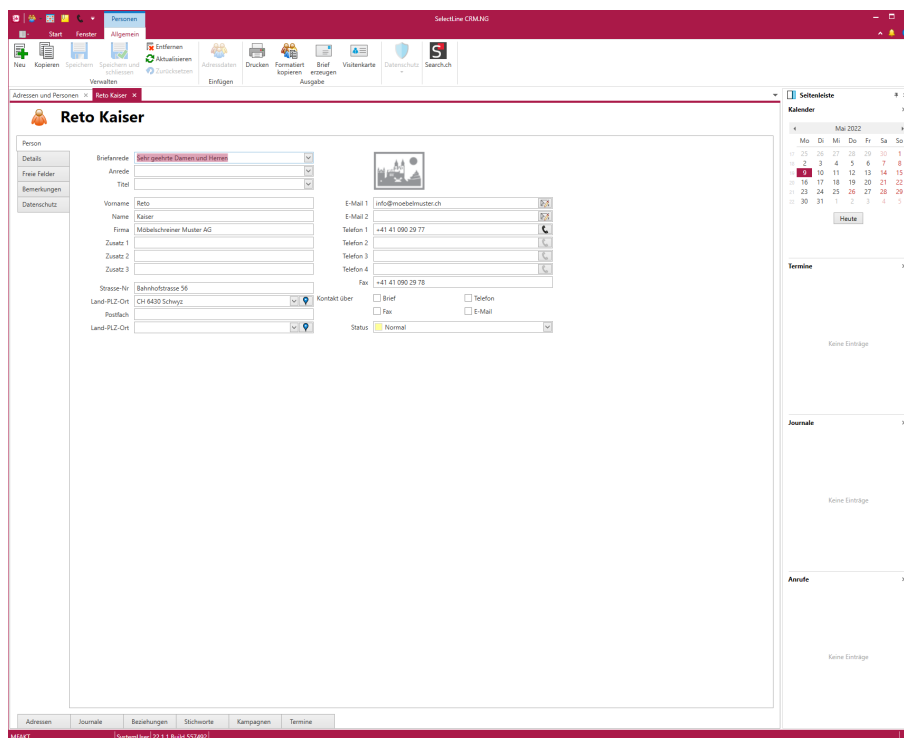 Personen
SelectLine CRM.NG
Start Fenster Allgemein
Neu Kopieren Speichern Speichern und schliessen Entfernen Aktualisieren Zurücksetzen Adressdaten Drucken Formatiert kopieren Brief erzeugen Visitenkarte Datenschutz Search.ch
Verwalten Einfügen Ausgabe
Adressen und Personen × Reto Kaiser ×
Reto Kaiser
Person
Details
Freie Felder
Bemerkungen
Datenschutz
Briefanrede Sehr geehrte Damen und Herren
Anrede
Titel
Vorname Reto
Name Kaiser
Firma Möbelschreiner Muster AG
Zusatz 1
Zusatz 2
Zusatz 3
Strasse-Nr Bahnhofstrasse 56
Land-PLZ-Ort CH 6430 Schwyz
Postfach
Land-PLZ-Ort
E-Mail 1 info@moebelmuster.ch
E-Mail 2
Telefon 1 +41 41 090 29 77
Telefon 2
Telefon 3
Telefon 4
Fax +41 41 090 29 78
Kontakt über Brief Telefon
Fax E-Mail
Status Normal
Seitenleiste
Kalender
Mai 2022
Mo Di Mi Do Fr Sa So
25 26 27 28 29 30 1
2 3 4 5 6 7 8
9 10 11 12 13 14 15
16 17 18 19 20 21 22
23 24 25 26 27 28 29
30 31 1 2 3 4 5
Heute
Termine
Keine Einträge
Journale
Keine Einträge
Anrufe
Keine Einträge
Adressen Journale Beziehungen Stichworte Kampagnen Termine
MFAKT SystemUser 22.1.1 Build 557492